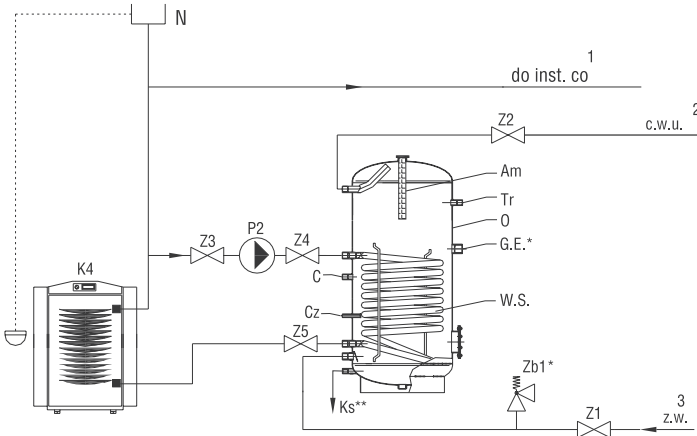 N
1
do inst. co
2
c.w.u.
Z2
Am
Tr
O
G.E.*
P2
Z3
Z4
C
K4
W.S.
Cz
Z5
Zb1*
Ks**
Z1
3
z.w.